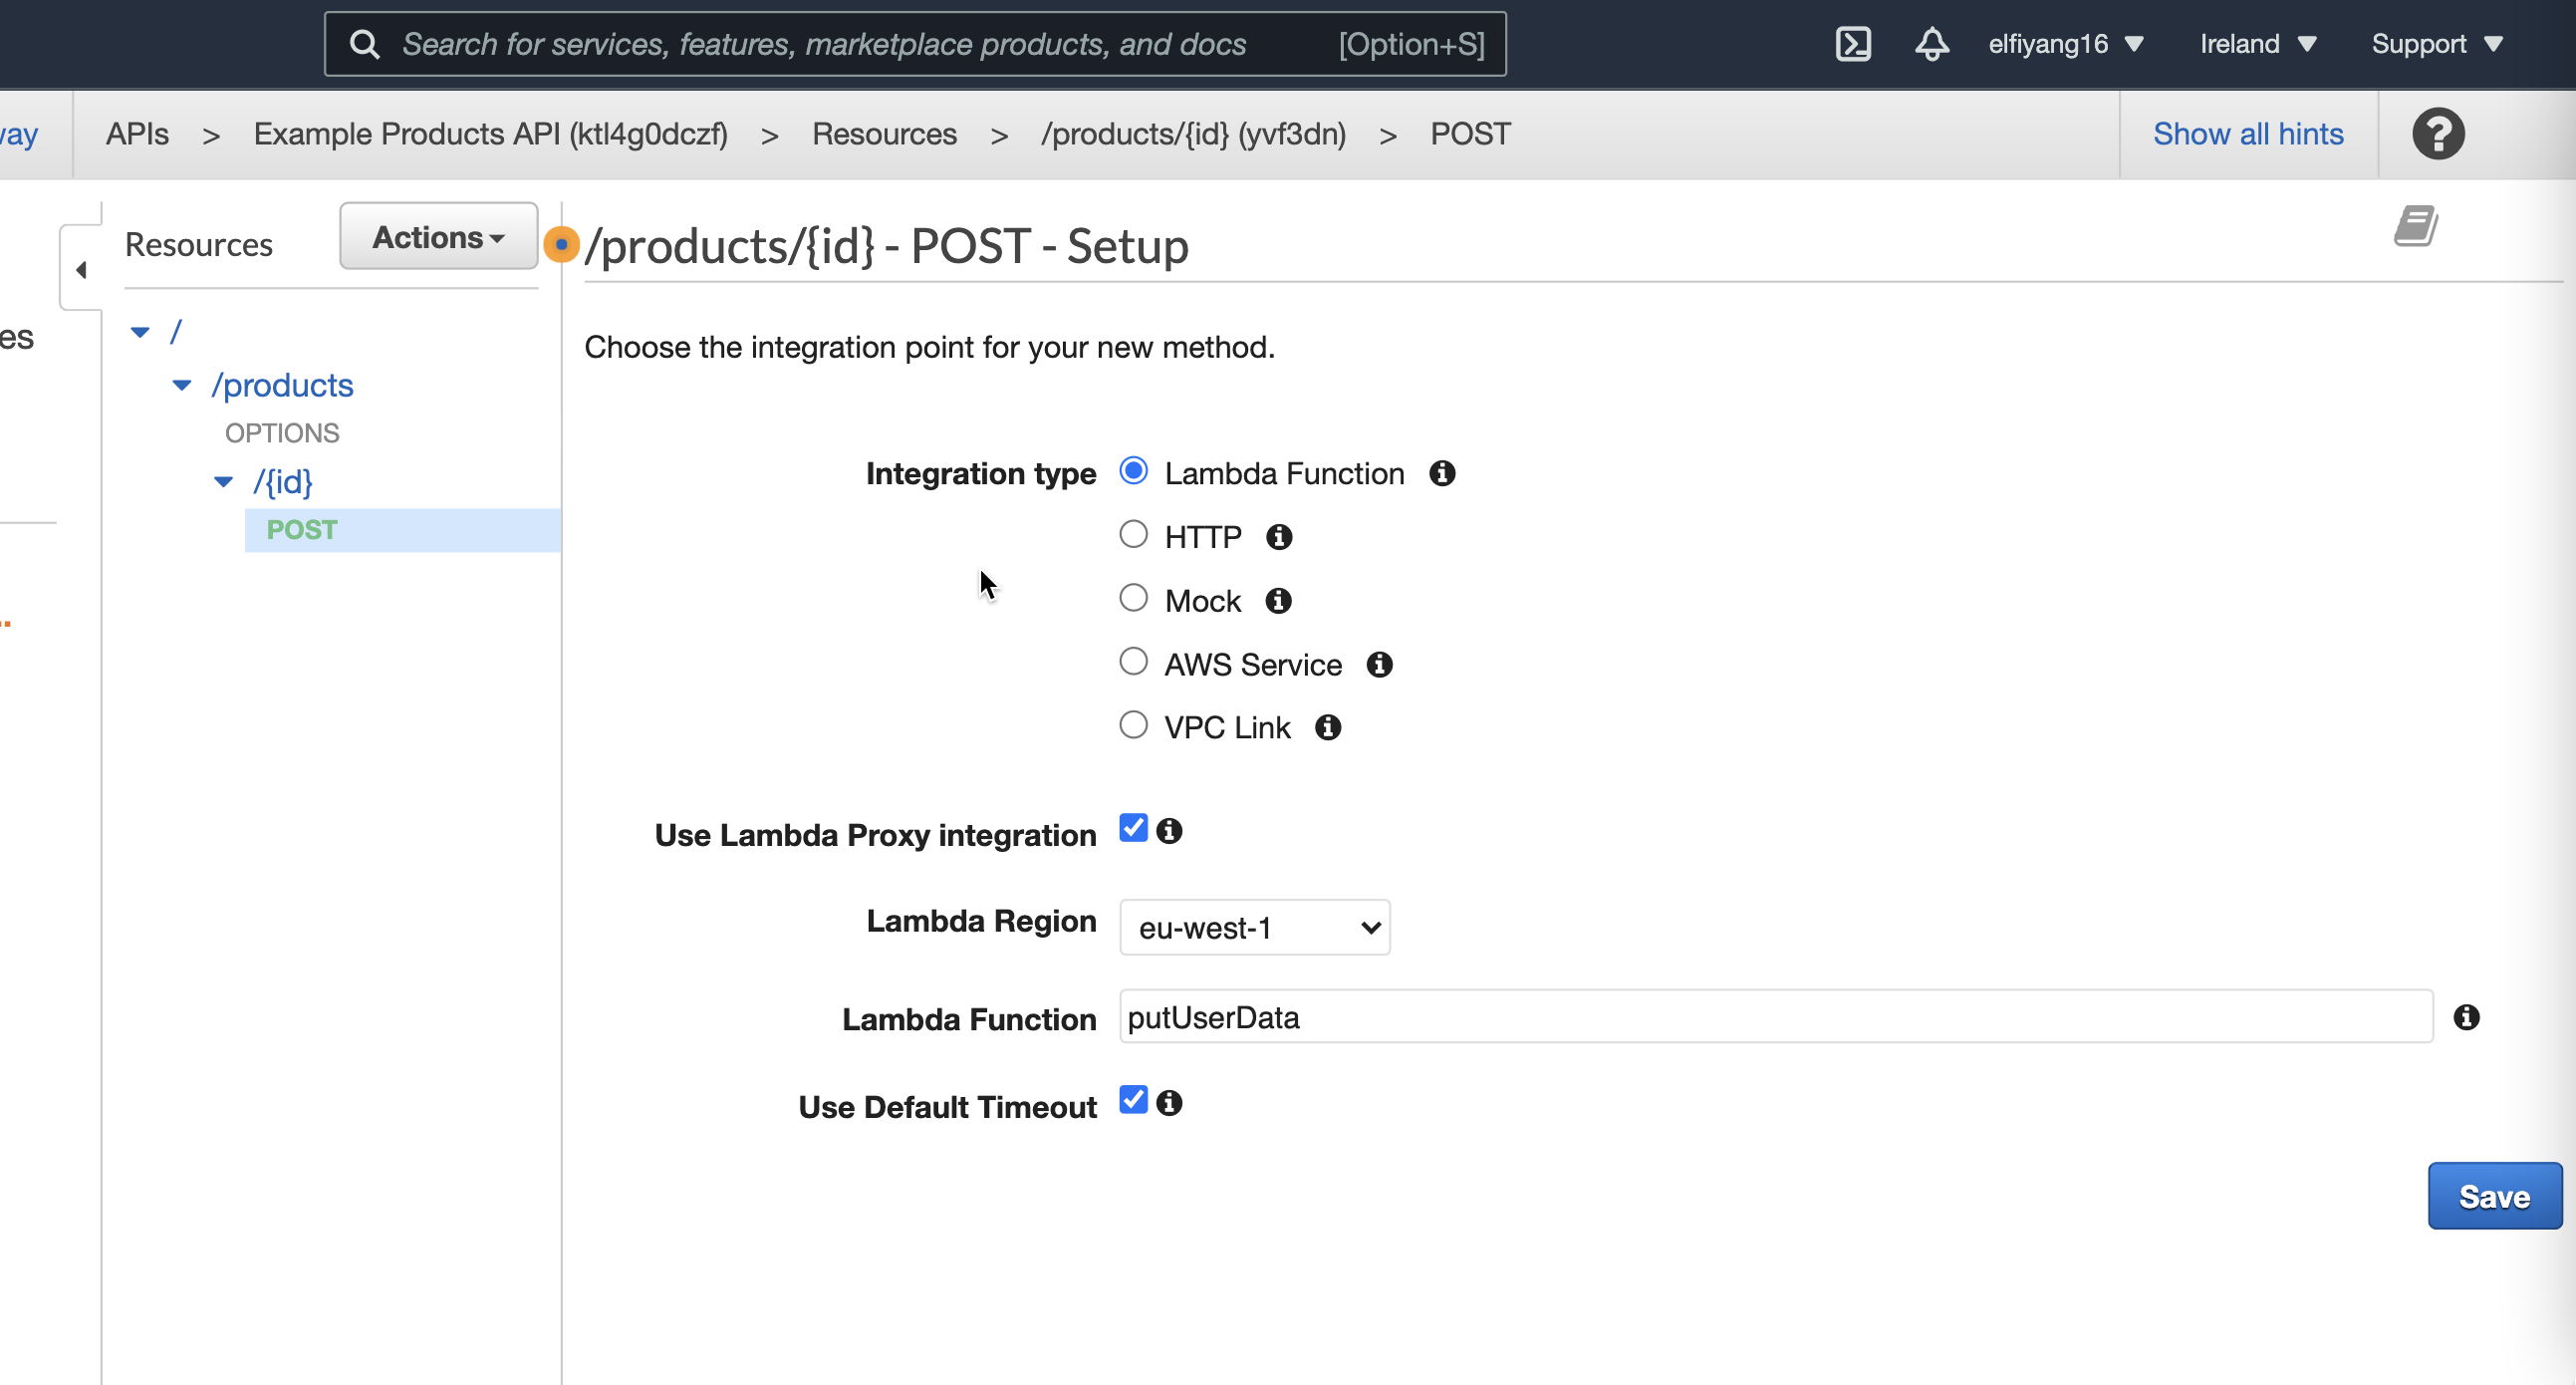 Search for services, features, marketplace products, and docs [Option+S] elfiyang16 Ireland Support
way APIs > Example Products API (ktl4g0dczf) > Resources > /products/{id} (yvf3dn) > POST Show all hints
Resources Actions /products/{id} - POST - Setup
es
/
/products
OPTIONS
/{id}
POST
Choose the integration point for your new method.
Integration type Lambda Function
HTTP
Mock
AWS Service
VPC Link
Use Lambda Proxy integration
Lambda Region eu-west-1
Lambda Function putUserData
Use Default Timeout
Save